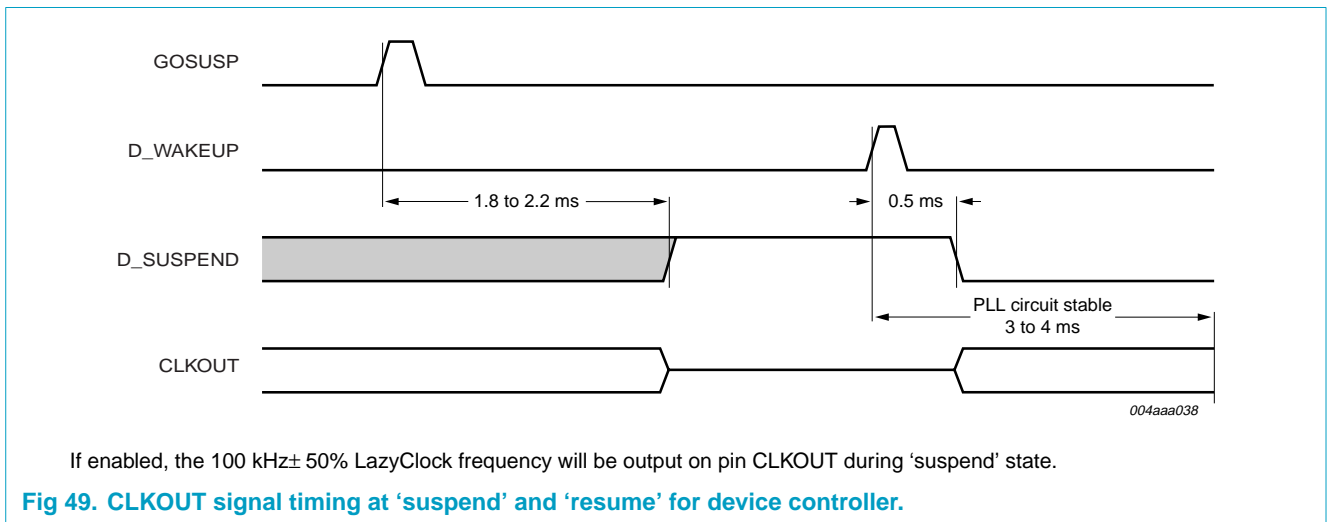 GOSUSP
D_WAKEUP
1.8 to 2.2 ms
0.5 ms
D_SUSPEND
PLL circuit stable
3 to 4 ms
CLKOUT
004aaa038
If enabled, the 100 kHz± 50% LazyClock frequency will be output on pin CLKOUT during ‘suspend’ state.
Fig 49. CLKOUT signal timing at ‘suspend’ and ‘resume’ for device controller.